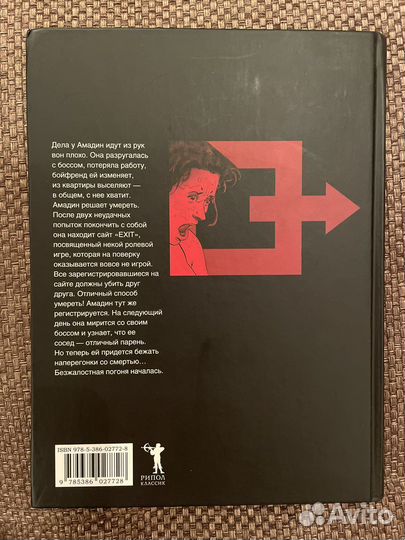 Дела у Амадин идут из рук
вон плохо. Она разругалась
с боссом, потеряла работу,
бойфренд ей изменяет,
из квартиры выселяют —
в общем, с нее хватит.
Амадин решает умереть.
После двух неудачных
попыток покончить с собой
она находит сайт «EXIT»,
посвященный некой ролевой
игре, которая на поверку
оказывается вовсе не игрой.
Все зарегистрировавшиеся на
сайте должны убить друг
друга. Отличный способ
умереть! Амадин тут же
регистрируется. На следующий
день она мирится со своим
боссом и узнает, что ее
сосед — отличный парень.
Но теперь ей придется бежать
наперегонки со смертью...
Безжалостная погоня началась.
ISBN 978-5-386-02772-8
9 785386 027728
РИПОЛ
КЛАССИК
Avito